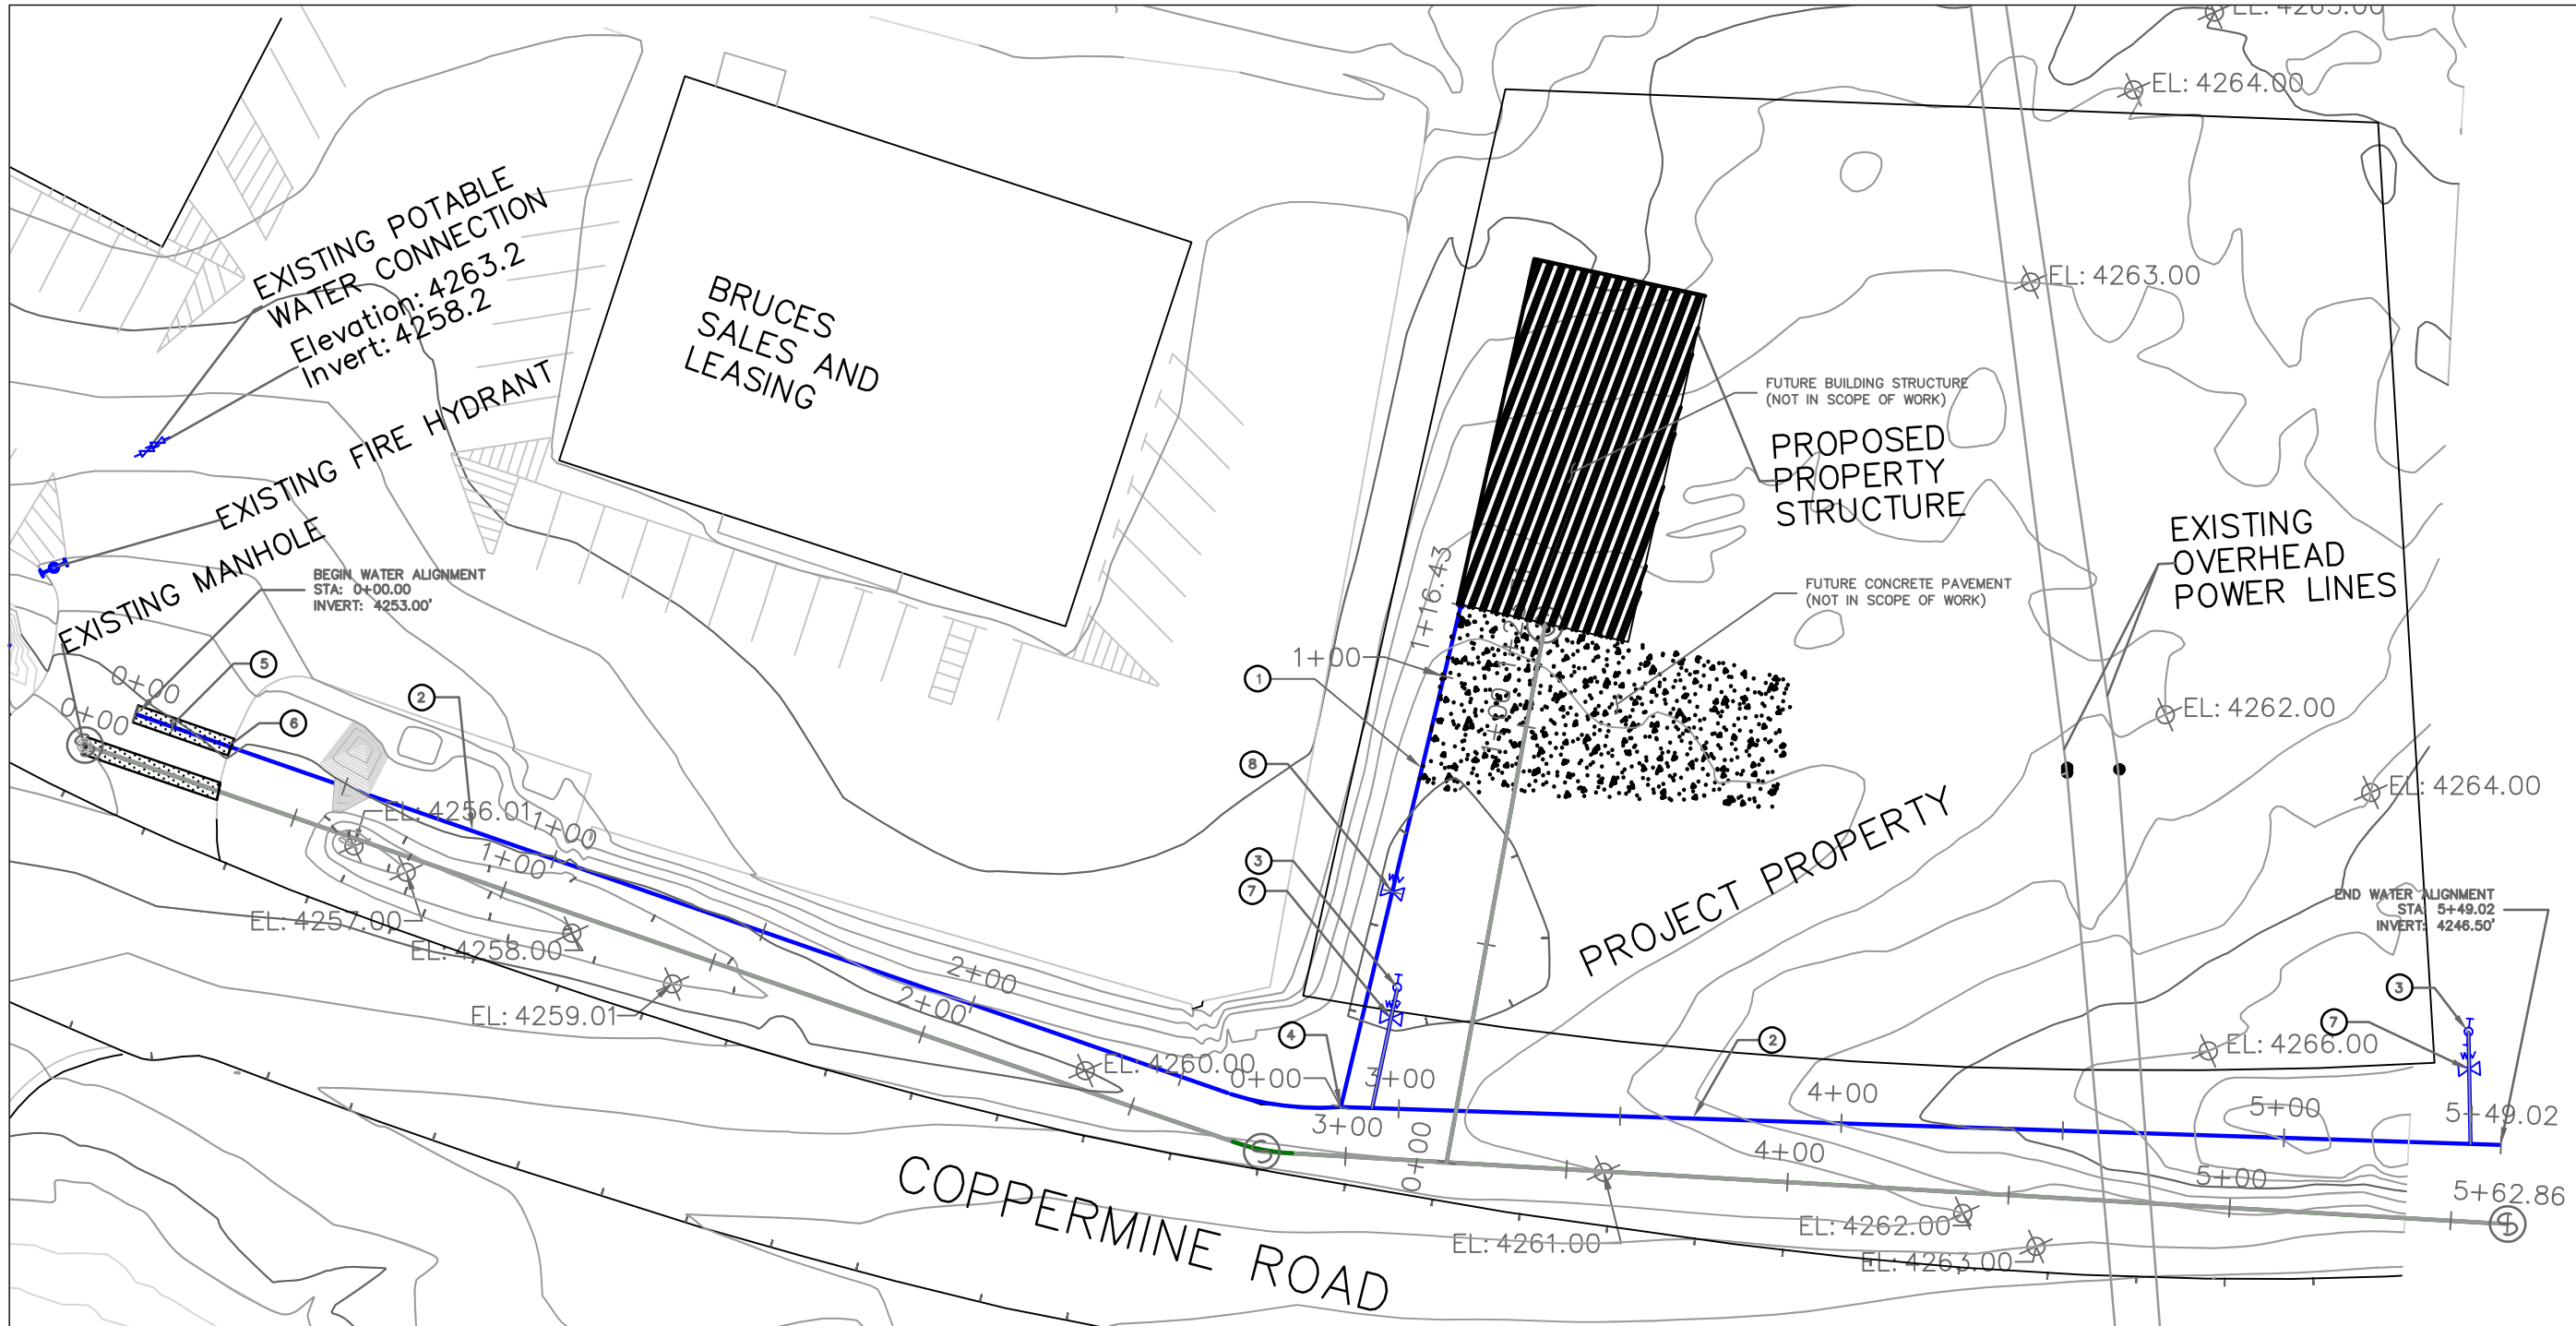 EL: 4265.00
EL: 4264.00
EXISTING POTABLE
WATER CONNECTION
Elevation: 4263.2
Invert: 4258.2
EXISTING FIRE HYDRANT
EXISTING MANHOLE
BEGIN WATER ALIGNMENT
STA: 0+00.00
INVERT: 4253.00'
BRUCES
SALES AND
LEASING
EL: 4263.00
FUTURE BUILDING STRUCTURE
(NOT IN SCOPE OF WORK)
PROPOSED
PROPERTY
STRUCTURE
EXISTING
OVERHEAD
POWER LINES
FUTURE CONCRETE PAVEMENT
(NOT IN SCOPE OF WORK)
1+16.43
1+00
1+00
1
8
3
7
4
EL: 4262.00
EL: 4264.00
0+00
0+00
5
2
6
EL: 4256.01
1+00
1+00
EL: 4257.00
EL: 4258.00
EL: 4259.01
2+00
2+00
EL: 4260.00
WV
WV
PROJECT PROPERTY
END WATER ALIGNMENT
STA: 5+49.02
INVERT: 4246.50'
3
7
WV
2
EL: 4266.00
0+00
3+00
3+00
0+00
4+00
4+00
5+00
5+00
5+49.02
5+62.86
S
S
EL: 4261.00
EL: 4262.00
EL: 4263.00
COPPERMINE ROAD